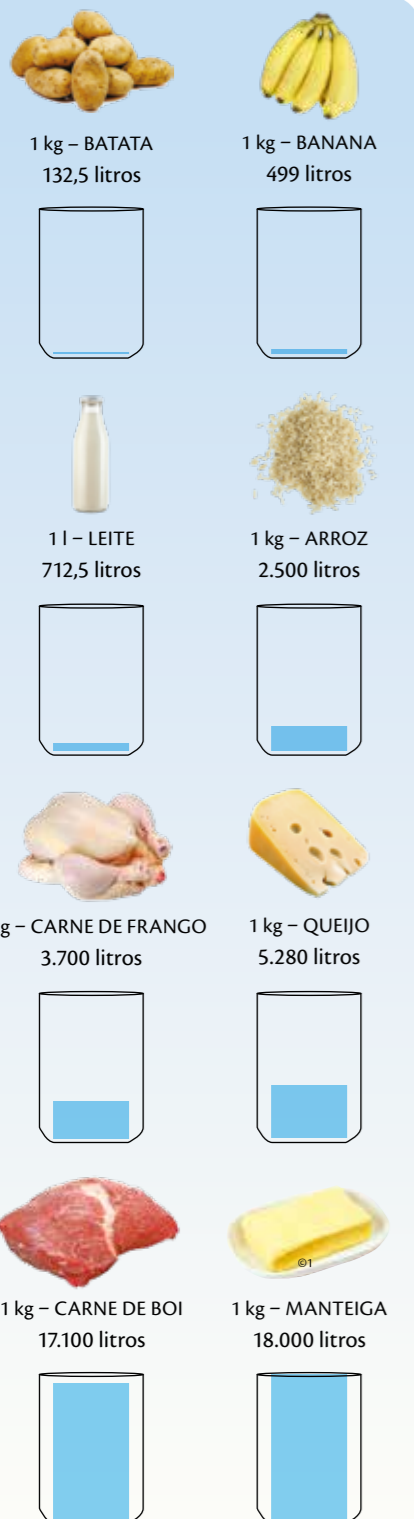 1 kg – BATATA
132,5 litros
1 kg – BANANA
499 litros
1 l – LEITE
712,5 litros
1 kg – ARROZ
2.500 litros
g – CARNE DE FRANGO
3.700 litros
1 kg – QUEIJO
5.280 litros
1 kg – CARNE DE BOI
17.100 litros
©1
1 kg – MANTEIGA
18.000 litros